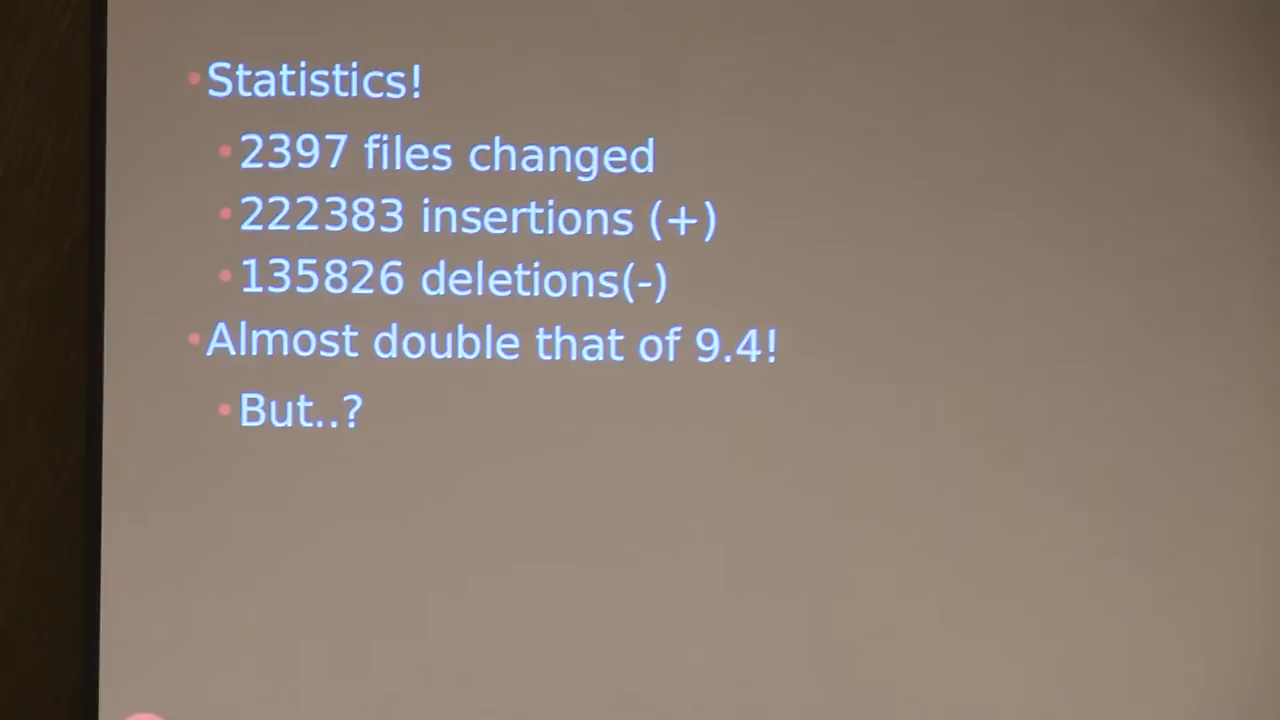 Statistics!
2397 files changed
222383 insertions (+)
135826 deletions(-)
Almost double that of 9.4!
But..?